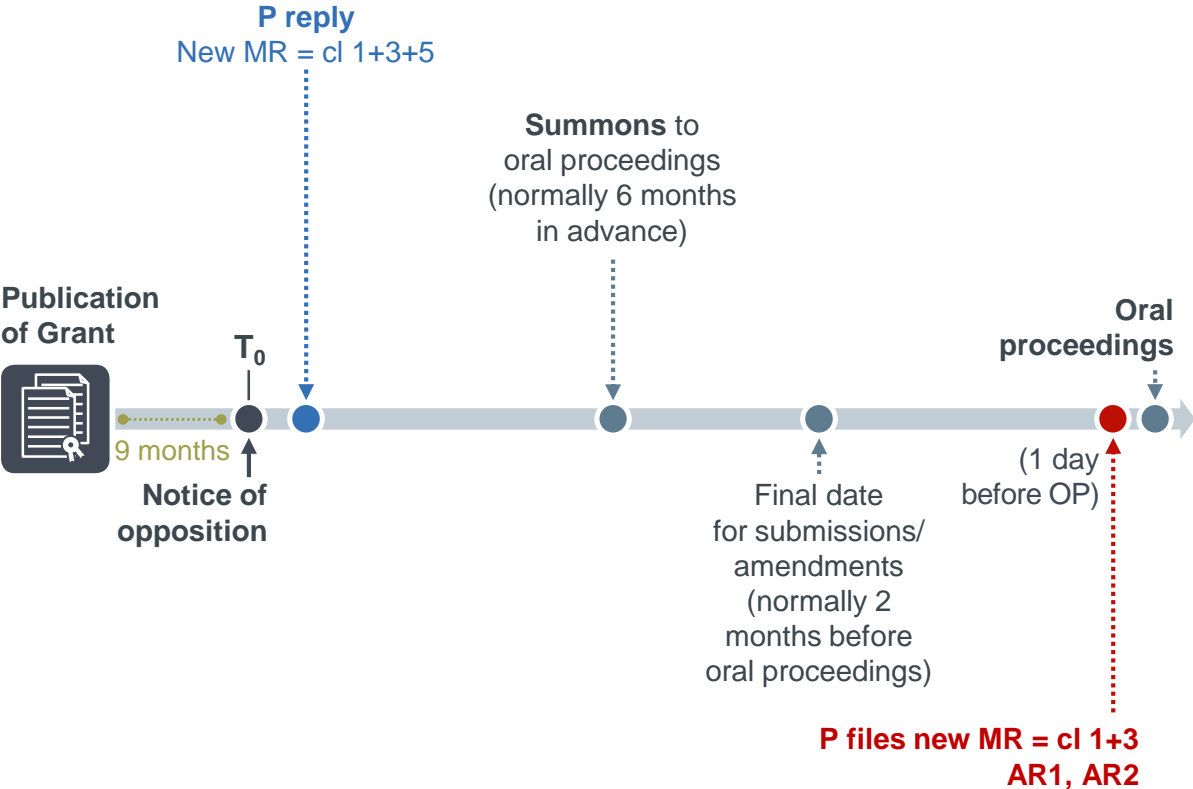 P reply
New MR = cl 1+3+5
Summons to
oral proceedings
(normally 6 months
in advance)
Publication
of Grant
T0
Oral
proceedings
9 months
Notice of
opposition
Final date
for submissions/
amendments
(normally 2
months before
oral proceedings)
(1 day
before OP)
P files new MR = cl 1+3
AR1, AR2